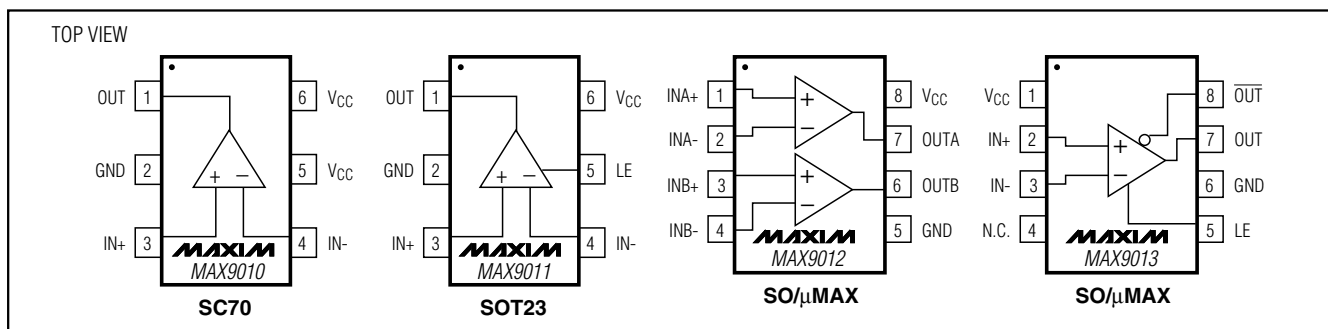 TOP VIEW
OUT 1
6 VCC
GND 2
5 VCC
IN+ 3
4 IN-
+ −
MAXIM
MAX9010
SC70
OUT 1
6 VCC
GND 2
5 LE
IN+ 3
4 IN-
+ −
MAXIM
MAX9011
SOT23
INA+ 1
8 VCC
INA- 2
7 OUTA
INB+ 3
6 OUTB
INB- 4
5 GND
+
−
+
−
MAXIM
MAX9012
SO/µMAX
VCC 1
8 OUT
IN+ 2
7 OUT
IN- 3
6 GND
N.C. 4
5 LE
+
−
MAXIM
MAX9013
SO/µMAX